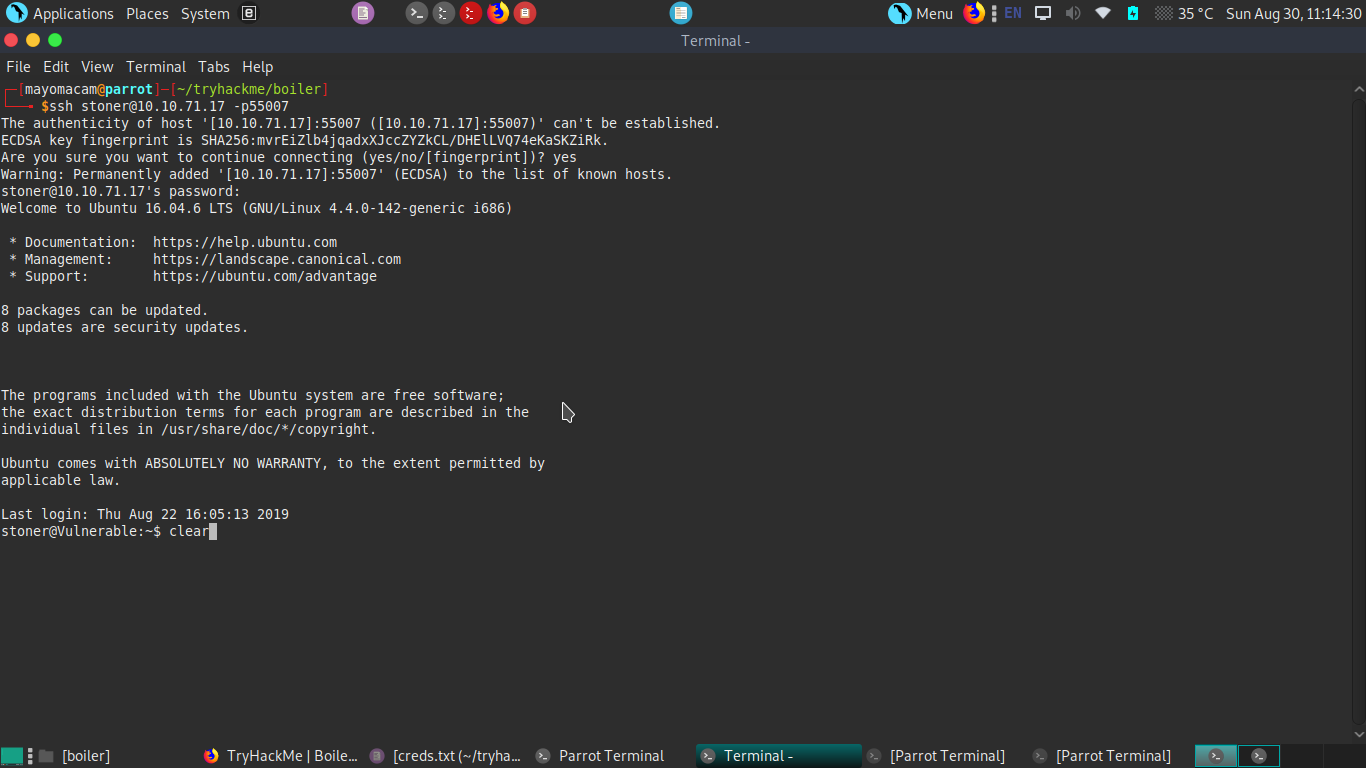 Applications Places System
Menu EN 35 °C Sun Aug 30, 11:14:30
Terminal -
File Edit View Terminal Tabs Help
┌─[mayomacam@parrot]─[~/tryhackme/boiler]
└──╼ $ssh stoner@10.10.71.17 -p55007
The authenticity of host '[10.10.71.17]:55007 ([10.10.71.17]:55007)' can't be established.
ECDSA key fingerprint is SHA256:mvrEiZlb4jqadxXJccZYZkCL/DHElLVQ74eKaSKZiRk.
Are you sure you want to continue connecting (yes/no/[fingerprint])? yes
Warning: Permanently added '[10.10.71.17]:55007' (ECDSA) to the list of known hosts.
stoner@10.10.71.17's password:
Welcome to Ubuntu 16.04.6 LTS (GNU/Linux 4.4.0-142-generic i686)
* Documentation: https://help.ubuntu.com
* Management: https://landscape.canonical.com
* Support: https://ubuntu.com/advantage
8 packages can be updated.
8 updates are security updates.
The programs included with the Ubuntu system are free software;
the exact distribution terms for each program are described in the
individual files in /usr/share/doc/*/copyright.
Ubuntu comes with ABSOLUTELY NO WARRANTY, to the extent permitted by
applicable law.
Last login: Thu Aug 22 16:05:13 2019
stoner@Vulnerable:~$ clear
[boiler] TryHackMe | Boile... [creds.txt (~/tryha... Parrot Terminal Terminal - [Parrot Terminal] [Parrot Terminal]